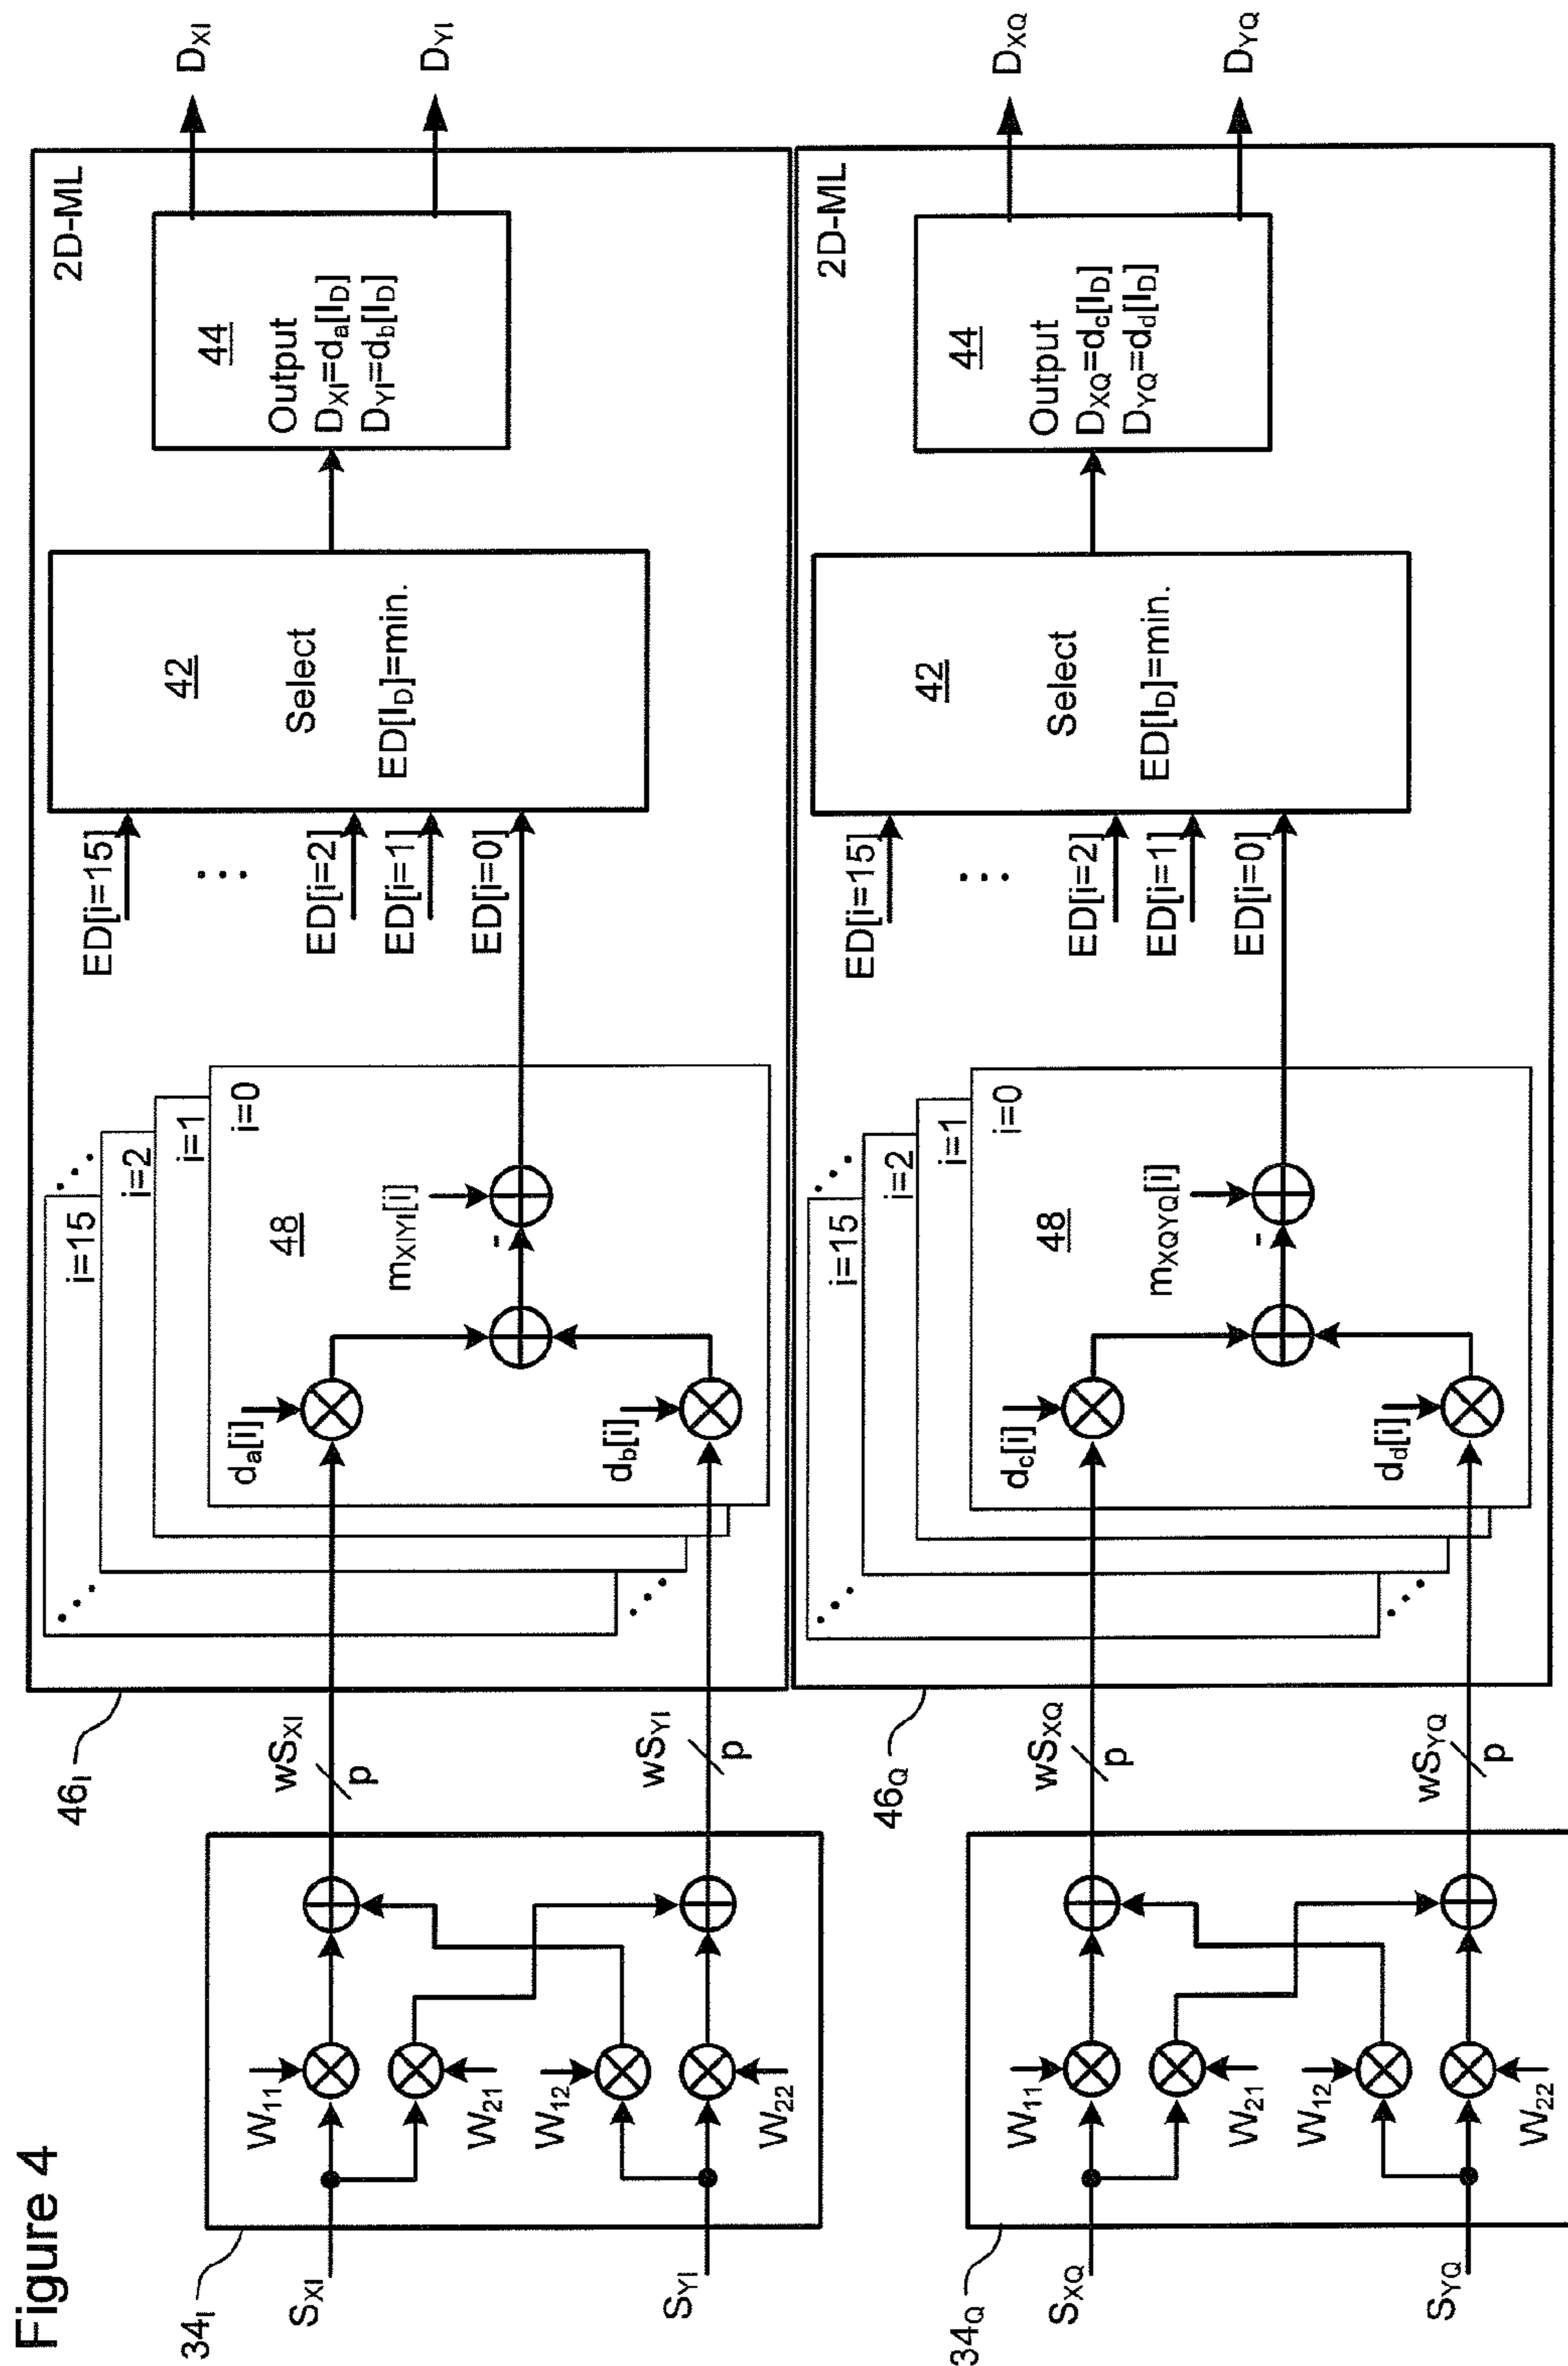 Figure 4
34I
SXI
SYI
W11
W21
W12
W22
wSXI
p
wSYI
p
46I
2D-ML
i=15
i=2
i=1
i=0
48
da[i]
db[i]
mXIYI[i]
-
ED[i=15]
...
ED[i=2]
ED[i=1]
ED[i=0]
42
Select
ED[ID]=min.
44
Output
DXI=da[ID]
DYI=db[ID]
DXI
DYI
34Q
SXQ
SYQ
W11
W21
W12
W22
wSXQ
p
wSYQ
p
46Q
2D-ML
i=15
i=2
i=1
i=0
48
dc[i]
dd[i]
mXQYQ[i]
-
ED[i=15]
...
ED[i=2]
ED[i=1]
ED[i=0]
42
Select
ED[ID]=min.
44
Output
DXQ=dc[ID]
DYQ=dd[ID]
DXQ
DYQ